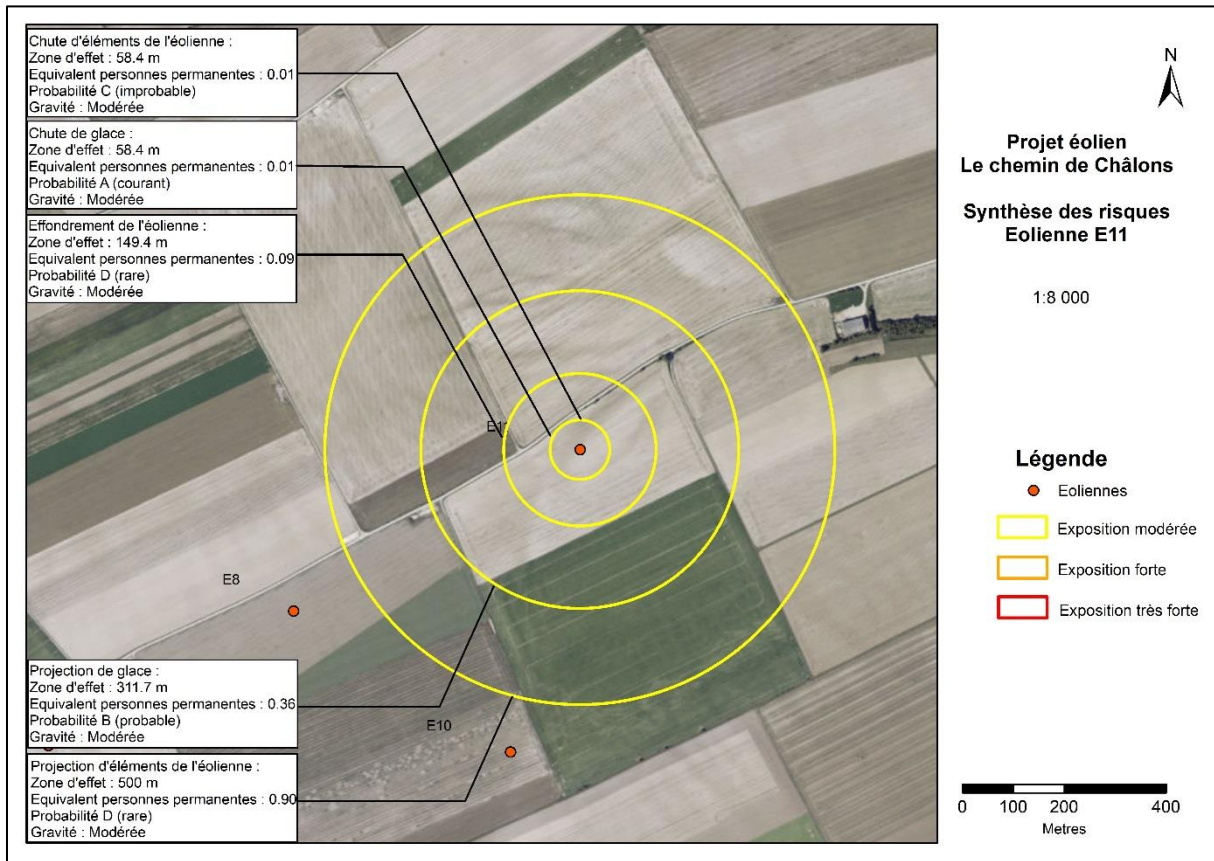 Chute d'éléments de l'éolienne :
Zone d'effet : 58.4 m
Equivalent personnes permanentes : 0.01
Probabilité C (improbable)
Gravité : Modérée
Chute de glace :
Zone d'effet : 58.4 m
Equivalent personnes permanentes : 0.01
Probabilité A (courant)
Gravité : Modérée
Effondrement de l'éolienne :
Zone d'effet : 149.4 m
Equivalent personnes permanentes : 0.09
Probabilité D (rare)
Gravité : Modérée
E8
E10
Projection de glace :
Zone d'effet : 311.7 m
Equivalent personnes permanentes : 0.36
Probabilité B (probable)
Gravité : Modérée
Projection d'éléments de l'éolienne :
Zone d'effet : 500 m
Equivalent personnes permanentes : 0.90
Probabilité D (rare)
Gravité : Modérée
N
Projet éolien
Le chemin de Châlons
Synthèse des risques
Eolienne E11
1:8 000
Légende
Eoliennes
Exposition modérée
Exposition forte
Exposition très forte
0 100 200 400
Metres